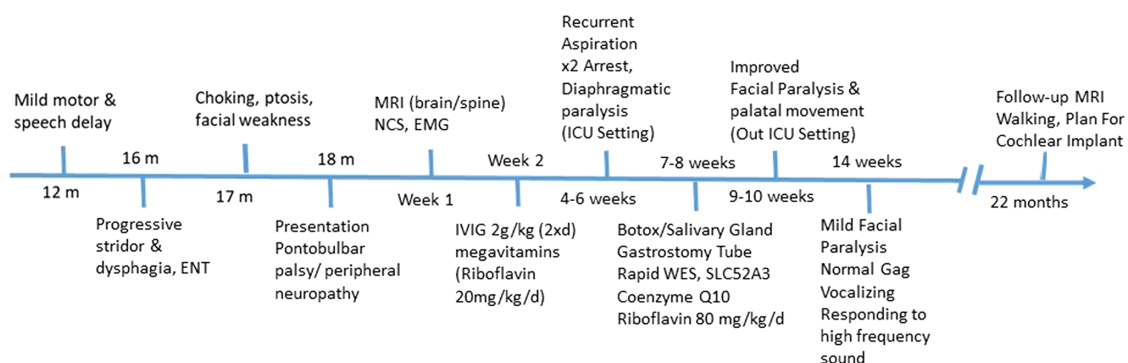 Mild motor &
speech delay
12 m
16 m
Progressive
stridor &
dysphagia, ENT
Choking, ptosis,
facial weakness
17 m
18 m
Presentation
Pontobulbar
palsy/ peripheral
neuropathy
MRI (brain/spine)
NCS, EMG
Week 1
Week 2
IVIG 2g/kg (2xd)
megavitamins
(Riboflavin
20mg/kg/d)
Recurrent
Aspiration
x2 Arrest,
Diaphragmatic
paralysis
(ICU Setting)
4-6 weeks
7-8 weeks
Botox/Salivary Gland
Gastrostomy Tube
Rapid WES, SLC52A3
Coenzyme Q10
Riboflavin 80 mg/kg/d
Improved
Facial Paralysis &
palatal movement
(Out ICU Setting)
9-10 weeks
14 weeks
Mild Facial
Paralysis
Normal Gag
Vocalizing
Responding to
high frequency
sound
Follow-up MRI
Walking, Plan For
Cochlear Implant
22 months